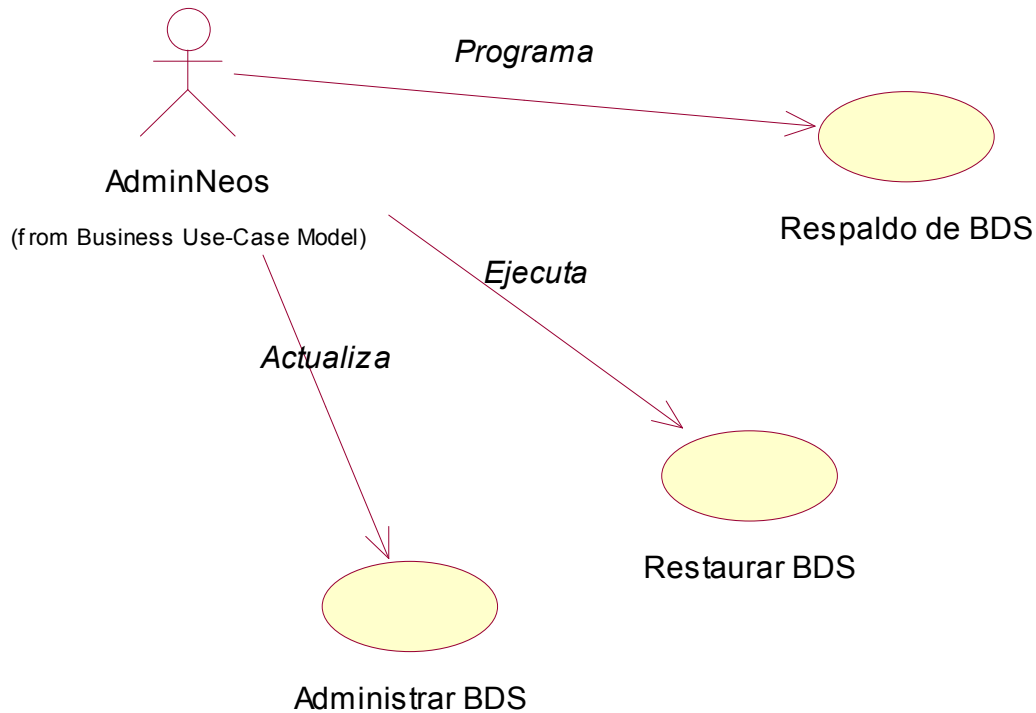 Programa
AdminNeos
(from Business Use-Case Model)
Respaldo de BDS
Ejecuta
Actualiza
Restaurar BDS
Administrar BDS